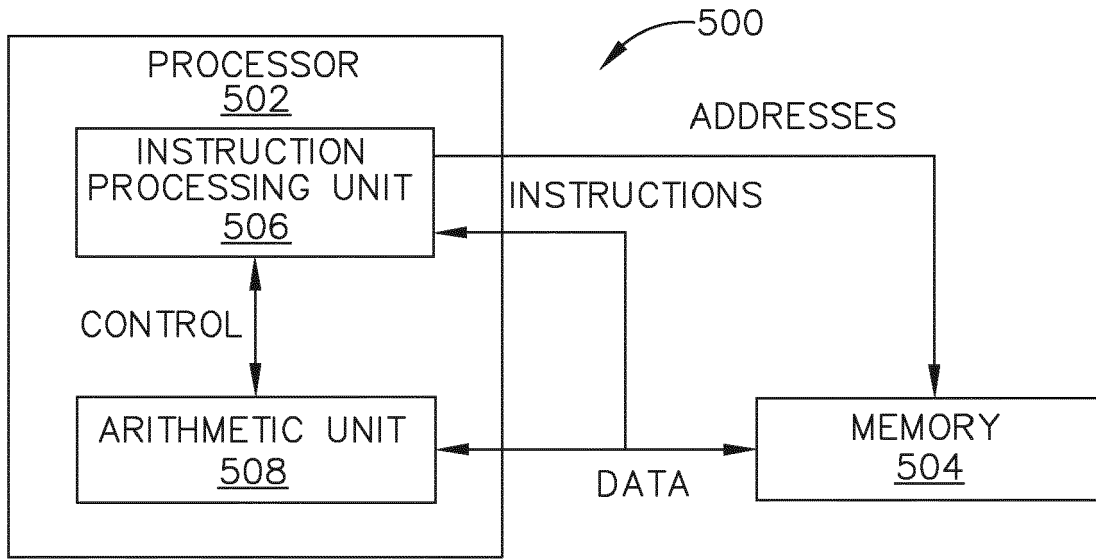 500
PROCESSOR
502
ADDRESSES
INSTRUCTION
PROCESSING UNIT
506
INSTRUCTIONS
CONTROL
ARITHMETIC UNIT
508
DATA
MEMORY
504